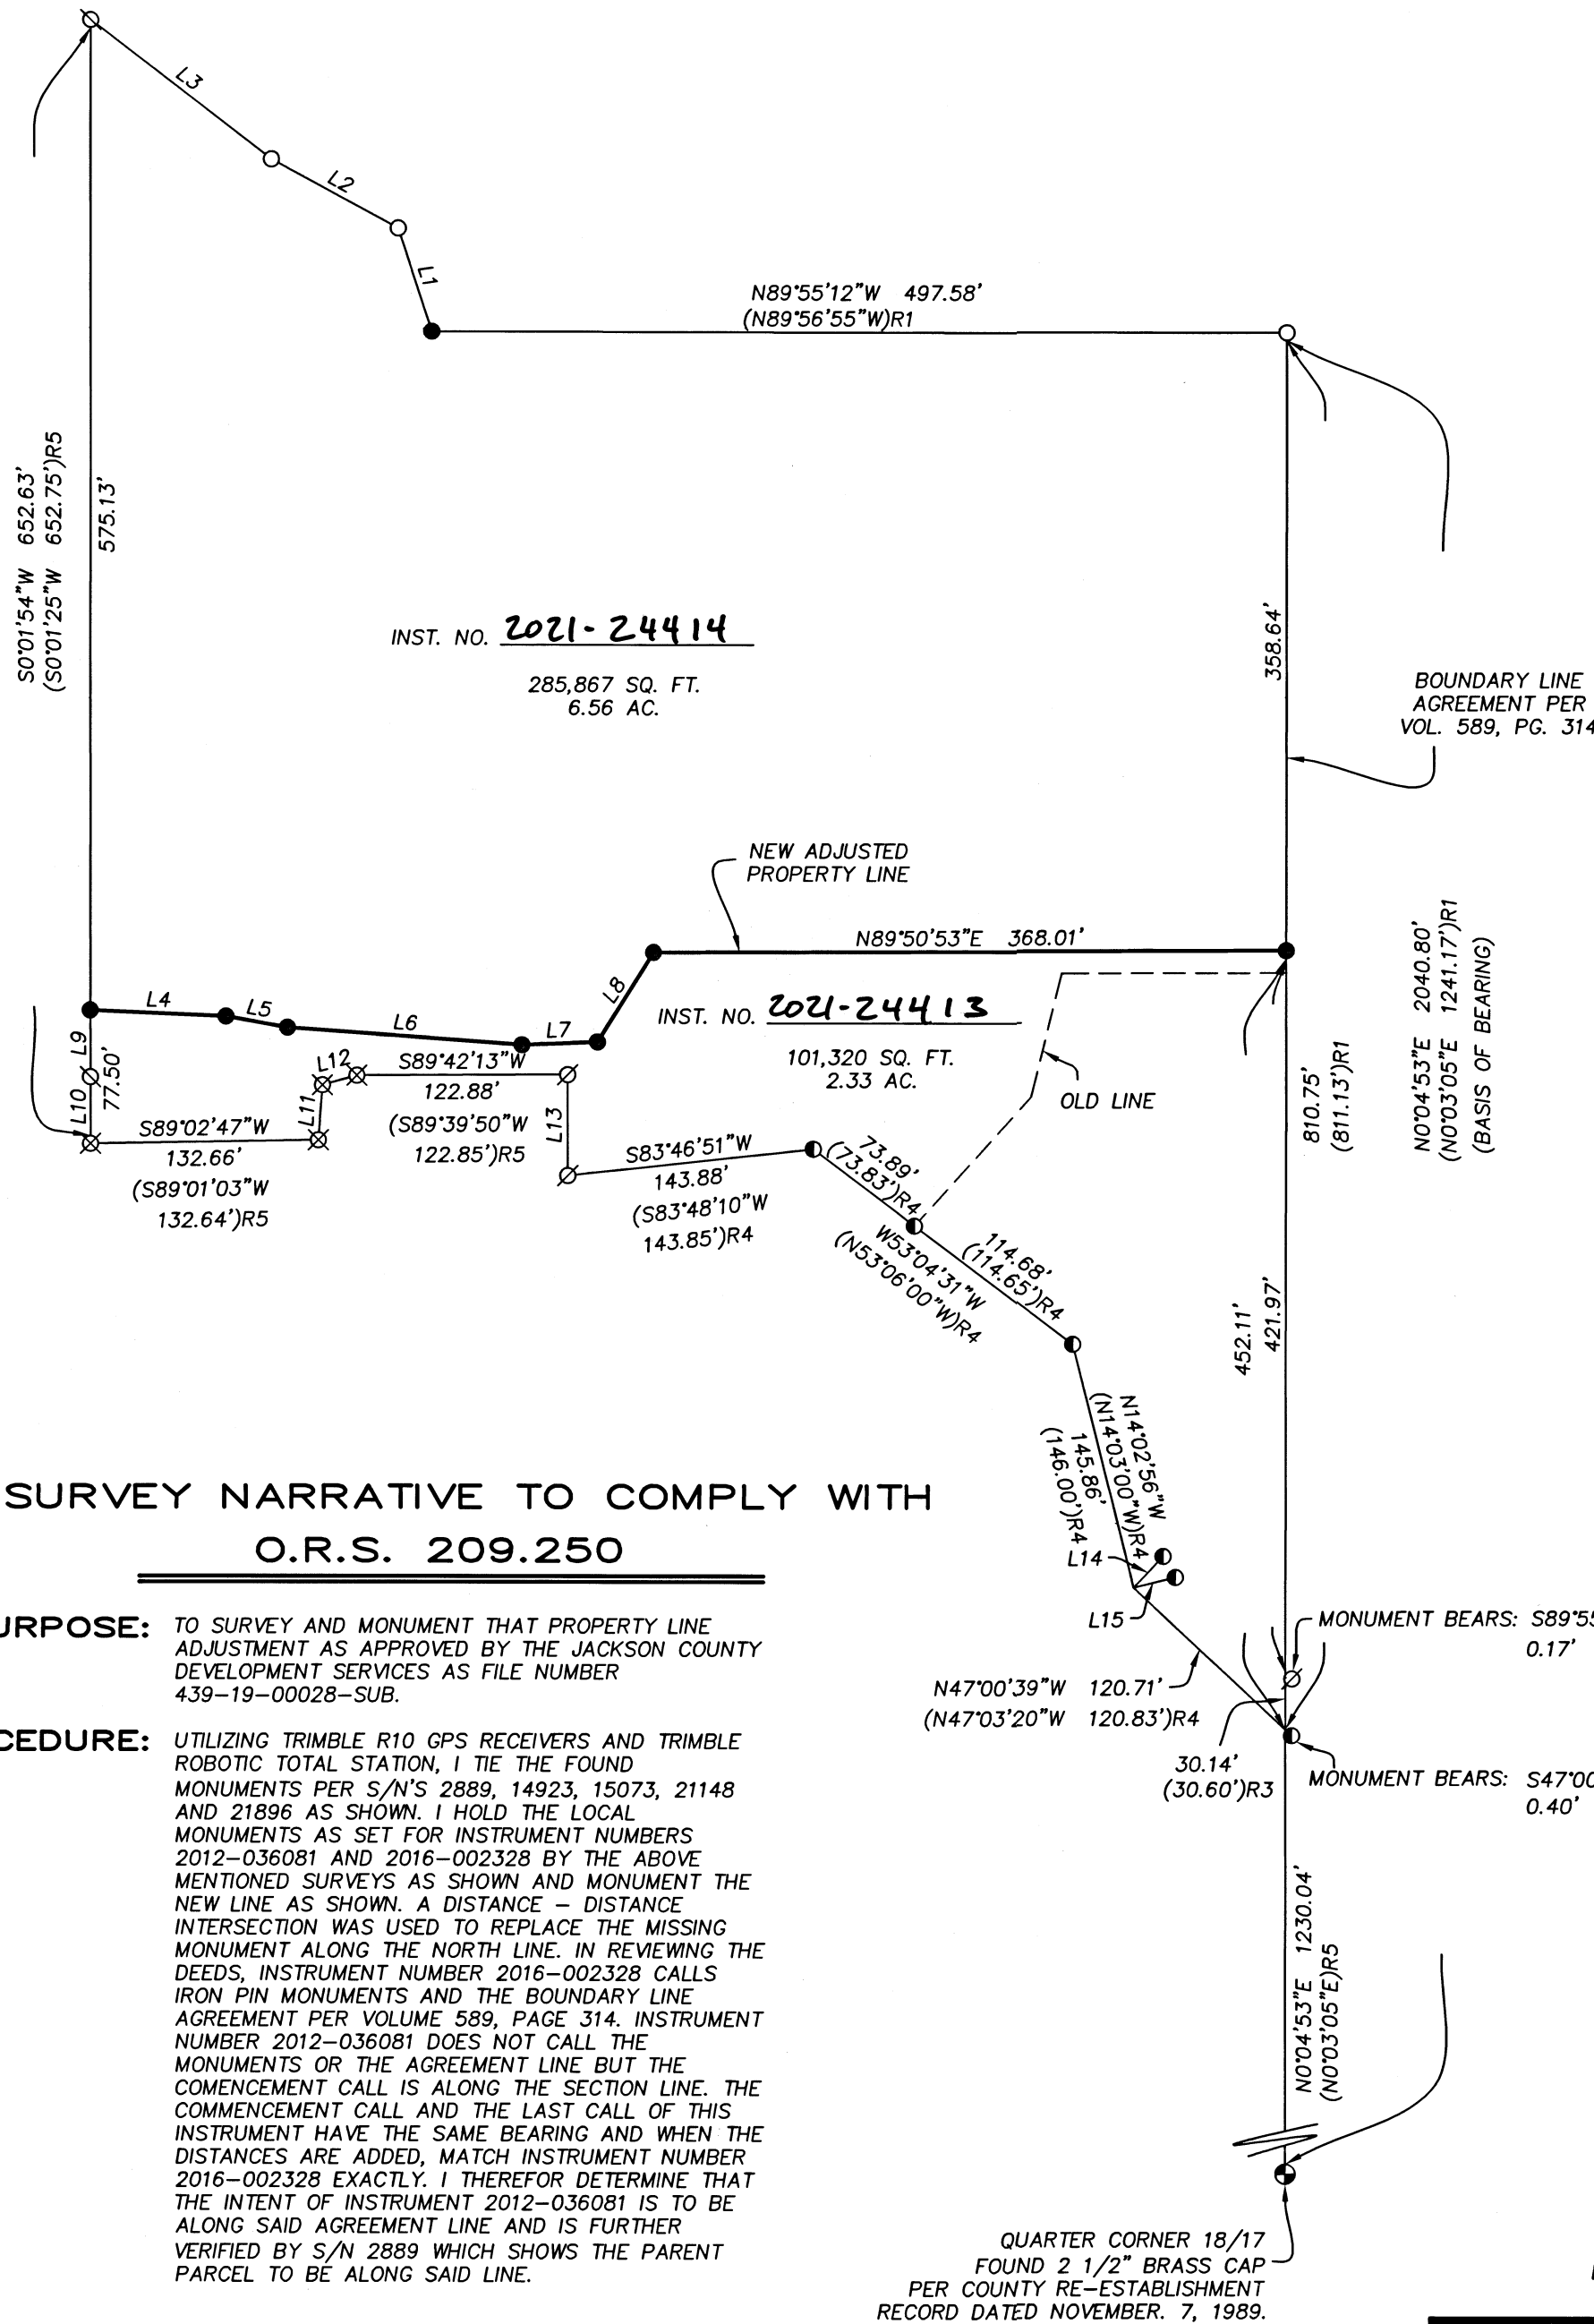 L3
L2
L1
N89°55'12"W 497.58'
(N89°56'55"W)R1
S0°01'54"W 652.63'
(S0°01'25"W 652.75')R5
575.13'
INST. NO. 2021-24414
285,867 SQ. FT.
6.56 AC.
358.64'
BOUNDARY LINE
AGREEMENT PER
VOL. 589, PG. 314
NEW ADJUSTED
PROPERTY LINE
N89°50'53"E 368.01'
L4
L5
L6
L7
L8
INST. NO. 2021-24413
101,320 SQ. FT.
2.33 AC.
OLD LINE
810.75'
(811.13')R1
N0°04'53"E 2040.80'
(N0°03'05"E 1241.17')R1
(BASIS OF BEARING)
L9
L10
77.50'
L12
L11
S89°42'13"W
122.88'
(S89°39'50"W
122.85')R5
L13
S89°02'47"W
132.66'
(S89°01'03"W
132.64')R5
S83°46'51"W
143.88'
(S83°48'10"W
143.85')R4
73.89'
(73.83')R4
114.68'
(114.65')R4
W53°04'31"W
(N53°06'00"W)R4
452.11'
421.97'
N14°02'56"W
(N14°03'00"W)R4
145.86'
(146.00')R4
L14
L15
N47°00'39"W 120.71'
(N47°03'20"W 120.83')R4
MONUMENT BEARS: S89°55
0.17'
30.14'
(30.60')R3
MONUMENT BEARS: S47°00
0.40'
N0°04'53"E 1230.04'
(N0°03'05"E)R5
QUARTER CORNER 18/17
FOUND 2 1/2" BRASS CAP
PER COUNTY RE-ESTABLISHMENT
RECORD DATED NOVEMBER. 7, 1989.
SURVEY NARRATIVE TO COMPLY WITH
O.R.S. 209.250
URPOSE: TO SURVEY AND MONUMENT THAT PROPERTY LINE
ADJUSTMENT AS APPROVED BY THE JACKSON COUNTY
DEVELOPMENT SERVICES AS FILE NUMBER
439-19-00028-SUB.
CEDURE: UTILIZING TRIMBLE R10 GPS RECEIVERS AND TRIMBLE
ROBOTIC TOTAL STATION, I TIE THE FOUND
MONUMENTS PER S/N'S 2889, 14923, 15073, 21148
AND 21896 AS SHOWN. I HOLD THE LOCAL
MONUMENTS AS SET FOR INSTRUMENT NUMBERS
2012-036081 AND 2016-002328 BY THE ABOVE
MENTIONED SURVEYS AS SHOWN AND MONUMENT THE
NEW LINE AS SHOWN. A DISTANCE - DISTANCE
INTERSECTION WAS USED TO REPLACE THE MISSING
MONUMENT ALONG THE NORTH LINE. IN REVIEWING THE
DEEDS, INSTRUMENT NUMBER 2016-002328 CALLS
IRON PIN MONUMENTS AND THE BOUNDARY LINE
AGREEMENT PER VOLUME 589, PAGE 314. INSTRUMENT
NUMBER 2012-036081 DOES NOT CALL THE
MONUMENTS OR THE AGREEMENT LINE BUT THE
COMENCEMENT CALL IS ALONG THE SECTION LINE. THE
COMMENCEMENT CALL AND THE LAST CALL OF THIS
INSTRUMENT HAVE THE SAME BEARING AND WHEN THE
DISTANCES ARE ADDED, MATCH INSTRUMENT NUMBER
2016-002328 EXACTLY. I THEREFOR DETERMINE THAT
THE INTENT OF INSTRUMENT 2012-036081 IS TO BE
ALONG SAID AGREEMENT LINE AND IS FURTHER
VERIFIED BY S/N 2889 WHICH SHOWS THE PARENT
PARCEL TO BE ALONG SAID LINE.